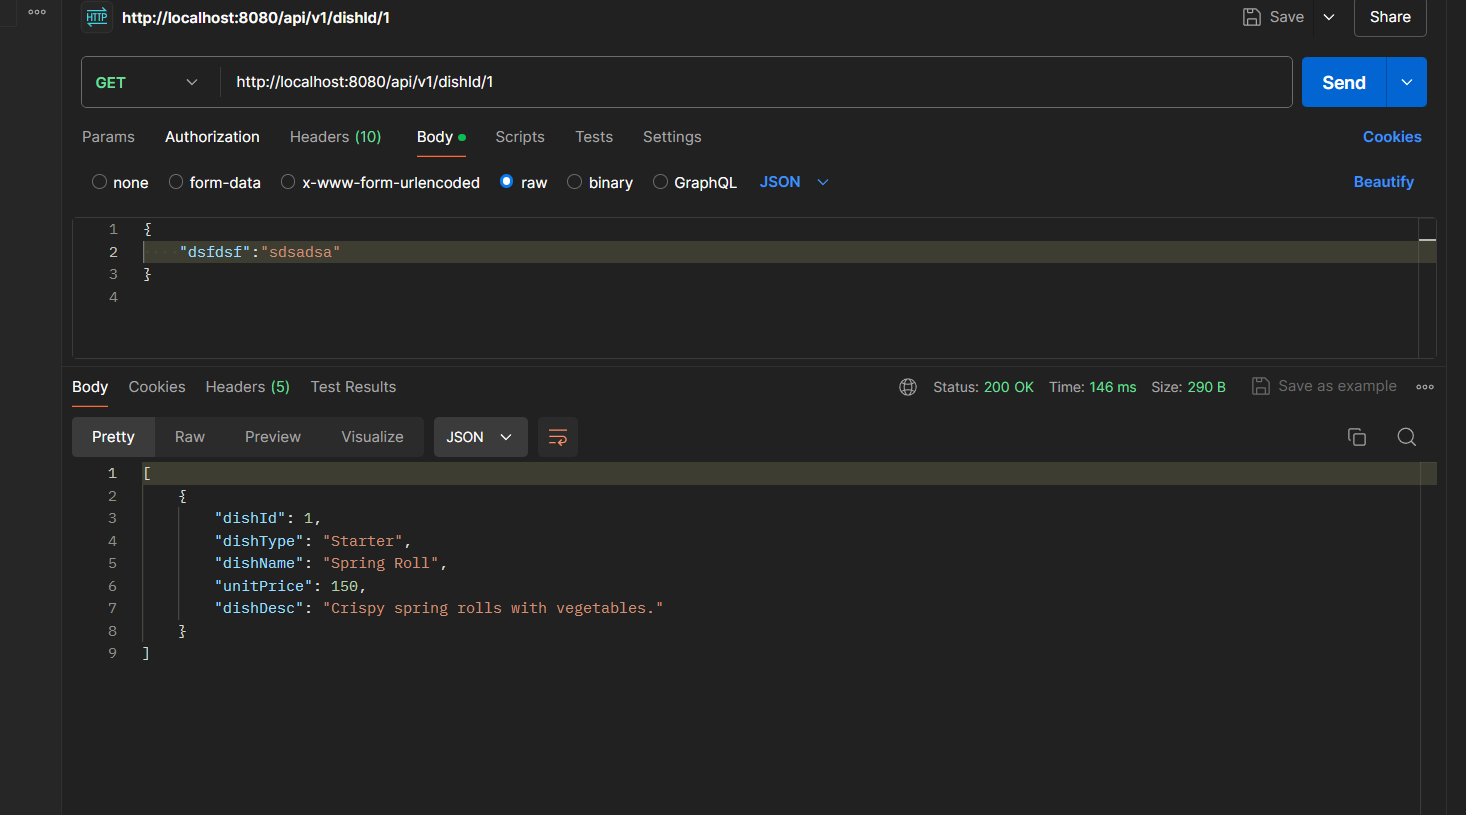 HTTP http://localhost:8080/api/v1/dishId/1 Save Share
GET http://localhost:8080/api/v1/dishId/1 Send
Params Authorization Headers (10) Body Scripts Tests Settings Cookies
none form-data x-www-form-urlencoded raw binary GraphQL JSON Beautify
1 {
2 "dsfdsf":"sdsadsa"
3 }
4
Body Cookies Headers (5) Test Results Status: 200 OK Time: 146 ms Size: 290 B Save as example
Pretty Raw Preview Visualize JSON
1 [
2 {
3 "dishId": 1,
4 "dishType": "Starter",
5 "dishName": "Spring Roll",
6 "unitPrice": 150,
7 "dishDesc": "Crispy spring rolls with vegetables."
8 }
9 ]